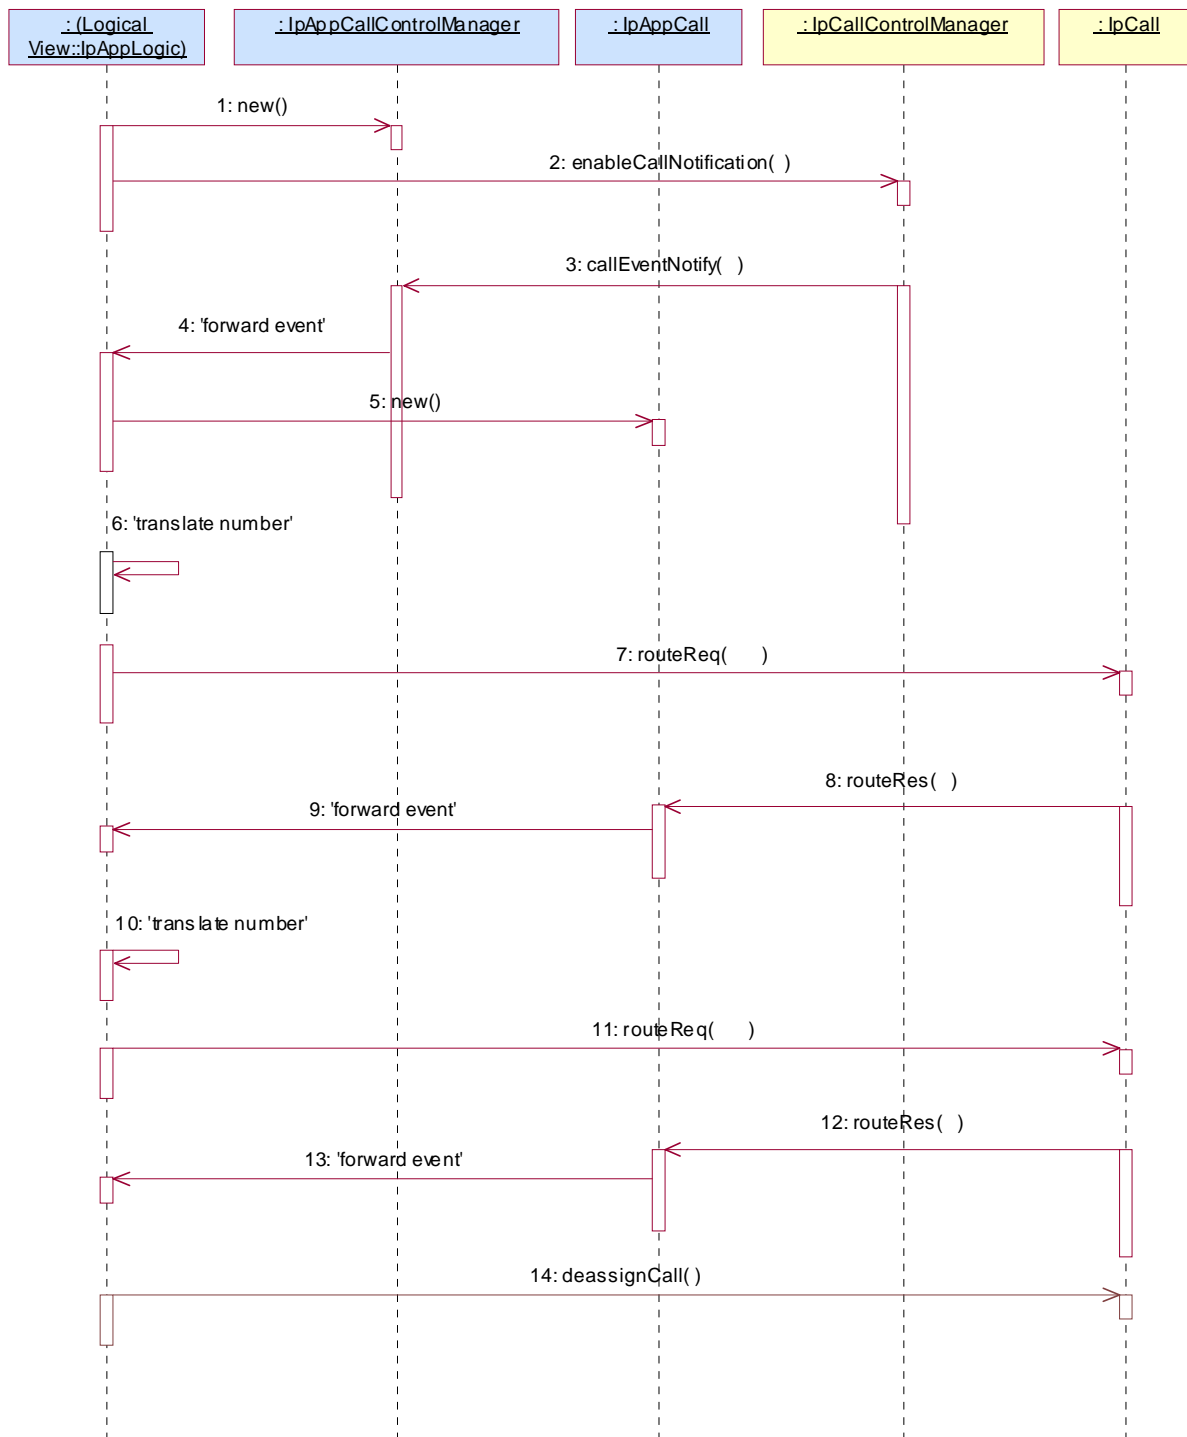 : (Logical
View::IpAppLogic)
: IpAppCallControlManager
: IpAppCall
: IpCallControlManager
: IpCall
1: new()
2: enableCallNotification( )
3: callEventNotify( )
4: 'forward event'
5: new()
6: 'translate number'
7: routeReq( )
8: routeRes( )
9: 'forward event'
10: 'translate number'
11: routeReq( )
12: routeRes( )
13: 'forward event'
14: deassignCall( )